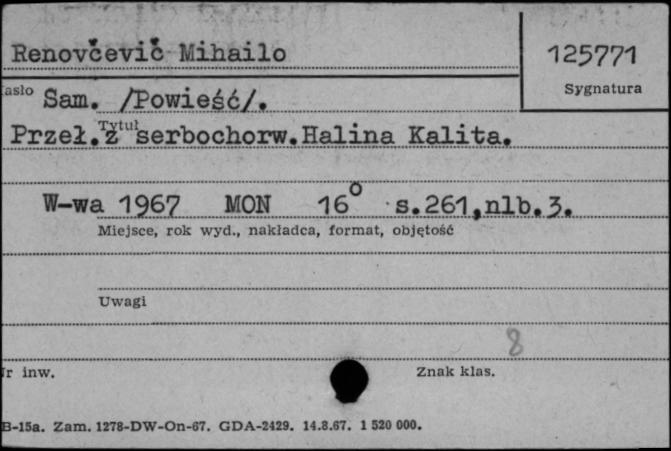 Renovčevič Mihailo
125771
Sygnatura
asło Sam. /Powieść/.
Tytuł
Przeł. z serbochorw. Halina Kalita.
W-wa 1967 MON 16° s.261,nlb.3.
Miejsce, rok wyd., nakładca, format, objętość
Uwagi
8
r inw.
Znak klas.
B-15a. Zam. 1278-DW-On-67. GDA-2429. 14.8.67. 1 520 000.